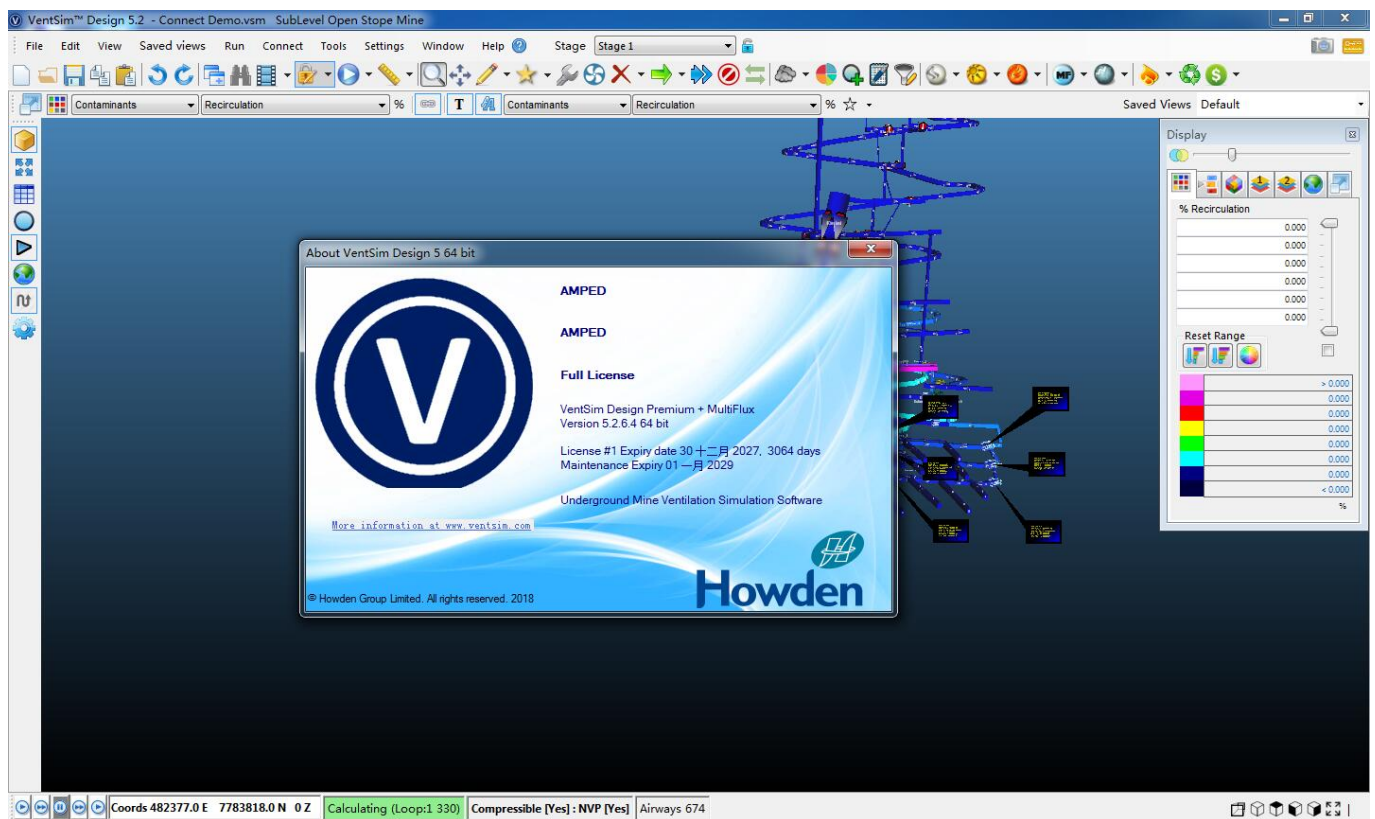 VentSim™ Design 5.2 - Connect Demo.vsm SubLevel Open Stope Mine
File Edit View Saved views Run Connect Tools Settings Window Help Stage Stage 1
MF
Contaminants Recirculation % T Contaminants Recirculation % Saved Views Default
Display
% Recirculation
0.000
0.000
0.000
0.000
0.000
0.000
Reset Range
> 0.000
0.000
0.000
0.000
0.000
0.000
0.000
< 0.000
%
About VentSim Design 5 64 bit
V
AMPED
AMPED
Full License
VentSim Design Premium + MultiFlux
Version 5.2.6.4 64 bit
License #1 Expiry date 30 十二月 2027, 3064 days
Maintenance Expiry 01 一月 2029
Underground Mine Ventilation Simulation Software
More information at www.ventsim.com
Howden
© Howden Group Limited. All rights reserved. 2018
Coords 482377.0 E 7783818.0 N 0 Z Calculating (Loop:1 330) Compressible [Yes] : NVP [Yes] Airways 674